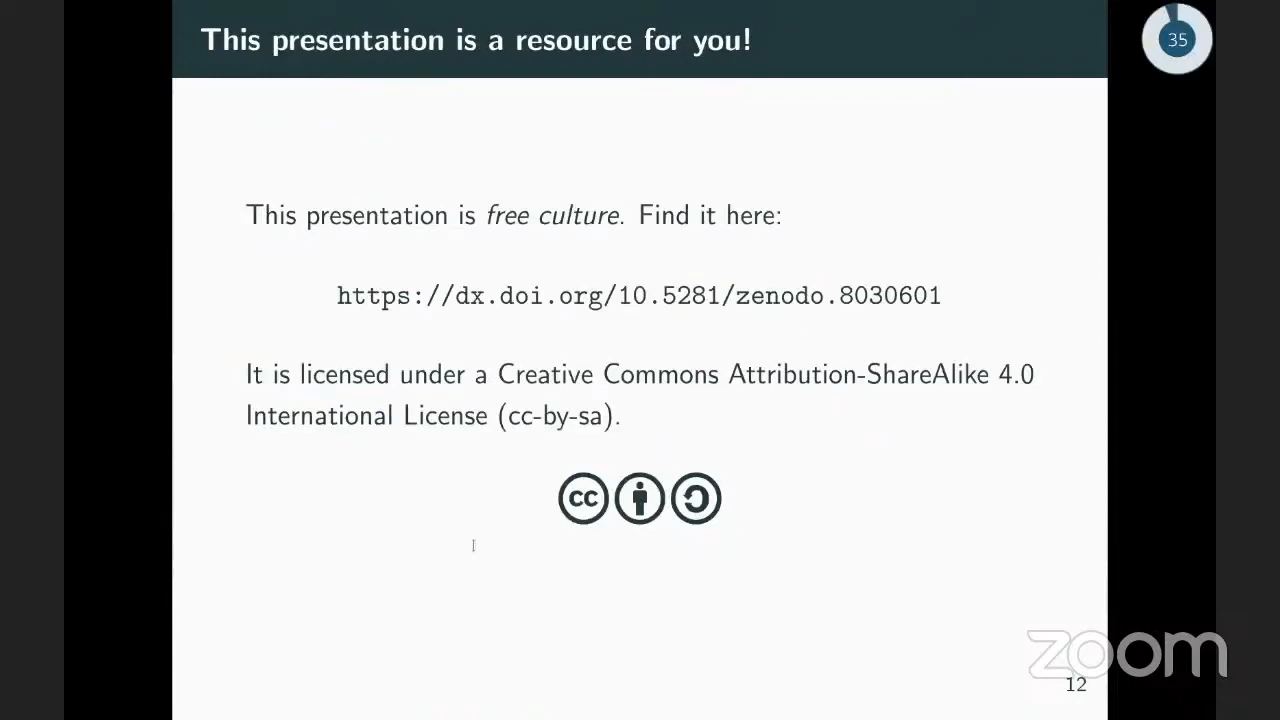 This presentation is a resource for you!
35
This presentation is free culture. Find it here:
https://dx.doi.org/10.5281/zenodo.8030601
It is licensed under a Creative Commons Attribution-ShareAlike 4.0
International License (cc-by-sa).
cc
zoom
12